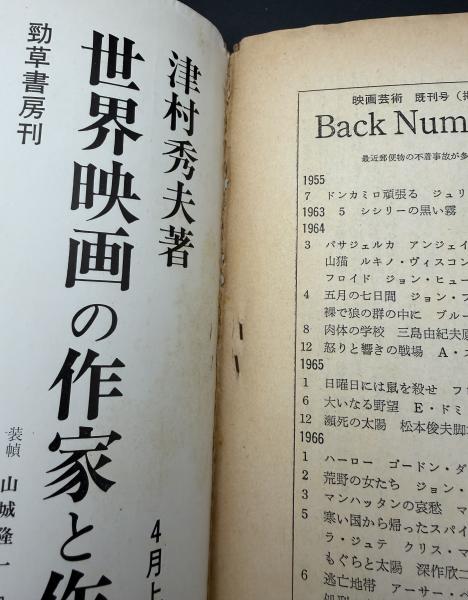 津村秀夫著
世界映画の作家と作
勁草書房刊
装幀 山城隆一
4月上
映画芸術 既刊号
Back Num
最近郵便物の不着事故が多
1955
7 ドンカミロ頑張る ジュリ
1963 5 シシリーの黒い霧
1964
3 パサジェルカ アンジェイ
山猫 ルキノ・ヴィスコン
フロイド ジョン・ヒュー
4 五月の七日間 ジョン・フ
裸で狼の群の中に ブルー
8 肉体の学校 三島由紀夫原
12 怒りと響きの戦場 A・ス
1965
1 日曜日には鼠を殺せ フ
6 大いなる野望 E・ドミ
12 瀕死の太陽 松本俊夫脚
1966
1 ハーロー ゴードン・ダ
2 荒野の女たち ジョン・
3 マンハッタンの哀愁 マ
5 寒い国から帰ったスパイ
ラ・ジュテ クリス・マ
もぐらと太陽 深作欣二
6 逃亡地帯 アーサー・ペ